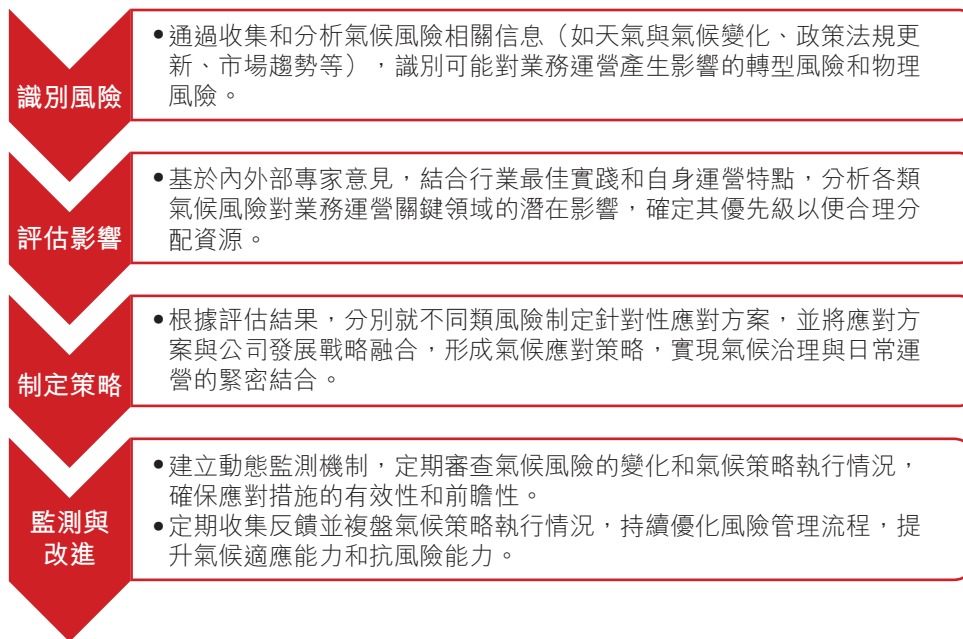 識別風險
•通過收集和分析氣候風險相關信息（如天氣與氣候變化、政策法規更
新、市場趨勢等），識別可能對業務運營產生影響的轉型風險和物理
風險。
評估影響
•基於內外部專家意見，結合行業最佳實踐和自身運營特點，分析各類
氣候風險對業務運營關鍵領域的潛在影響，確定其優先級以便合理分
配資源。
制定策略
•根據評估結果，分別就不同類風險制定針對性應對方案，並將應對方
案與公司發展戰略融合，形成氣候應對策略，實現氣候治理與日常運
營的緊密結合。
監測與
改進
•建立動態監測機制，定期審查氣候風險的變化和氣候策略執行情況，
確保應對措施的有效性和前瞻性。
•定期收集反饋並複盤氣候策略執行情況，持續優化風險管理流程，提
升氣候適應能力和抗風險能力。